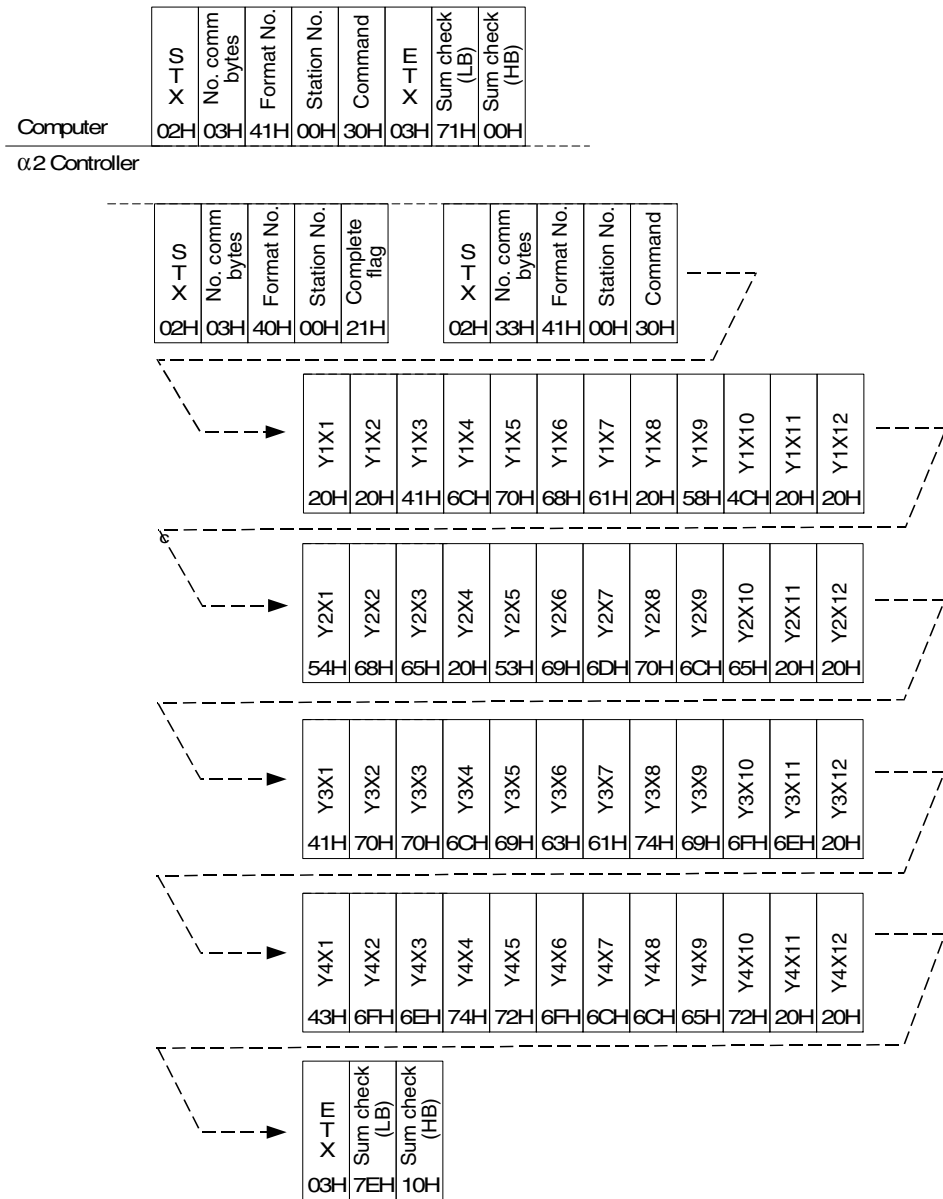 STX No. comm bytes Format No. Station No. Command ETX Sum check (LB) Sum check (HB)
Computer 02H 03H 41H 00H 30H 03H 71H 00H
α2 Controller
STX No. comm bytes Format No. Station No. Complete flag STX No. comm bytes Format No. Station No. Command
02H 03H 40H 00H 21H 02H 33H 41H 00H 30H
Y1X1 Y1X2 Y1X3 Y1X4 Y1X5 Y1X6 Y1X7 Y1X8 Y1X9 Y1X10 Y1X11 Y1X12
20H 20H 41H 6CH 70H 68H 61H 20H 58H 4CH 20H 20H
c
Y2X1 Y2X2 Y2X3 Y2X4 Y2X5 Y2X6 Y2X7 Y2X8 Y2X9 Y2X10 Y2X11 Y2X12
54H 68H 65H 20H 53H 69H 6DH 70H 6CH 65H 20H 20H
Y3X1 Y3X2 Y3X3 Y3X4 Y3X5 Y3X6 Y3X7 Y3X8 Y3X9 Y3X10 Y3X11 Y3X12
41H 70H 70H 6CH 69H 63H 61H 74H 69H 6FH 6EH 20H
Y4X1 Y4X2 Y4X3 Y4X4 Y4X5 Y4X6 Y4X7 Y4X8 Y4X9 Y4X10 Y4X11 Y4X12
43H 6FH 6EH 74H 72H 6FH 6CH 6CH 65H 72H 20H 20H
ETX Sum check (LB) Sum check (HB)
03H 7EH 10H